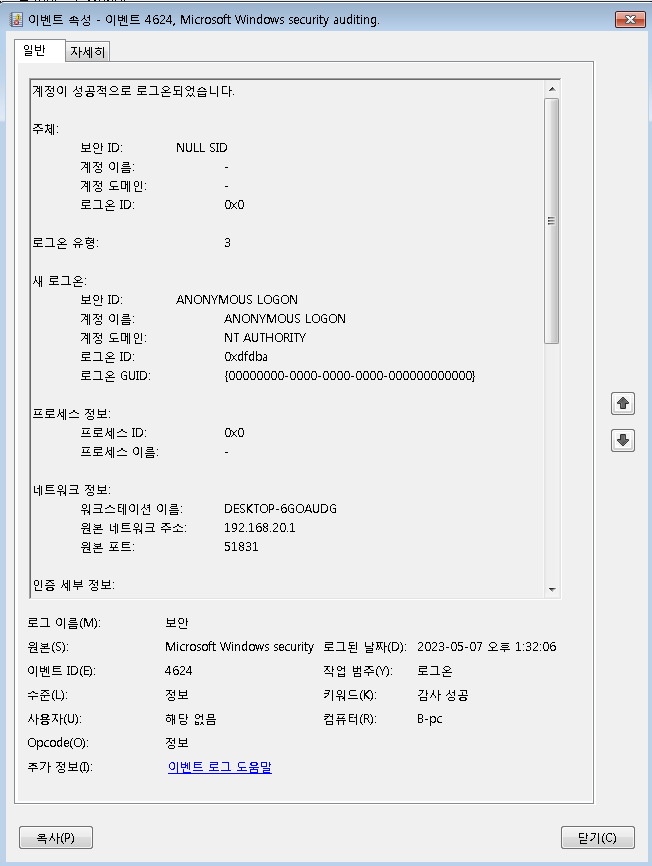 이벤트 속성 - 이벤트 4624, Microsoft Windows security auditing.
일반 자세히
계정이 성공적으로 로그온되었습니다.
주체:
보안 ID: NULL SID
계정 이름: -
계정 도메인: -
로그온 ID: 0x0
로그온 유형: 3
새 로그온:
보안 ID: ANONYMOUS LOGON
계정 이름: ANONYMOUS LOGON
계정 도메인: NT AUTHORITY
로그온 ID: 0xdfdba
로그온 GUID: {00000000-0000-0000-0000-000000000000}
프로세스 정보:
프로세스 ID: 0x0
프로세스 이름: -
네트워크 정보:
워크스테이션 이름: DESKTOP-6GOAUDG
원본 네트워크 주소: 192.168.20.1
원본 포트: 51831
인증 세부 정보:
로그 이름(M): 보안
원본(S): Microsoft Windows security 로그된 날짜(D): 2023-05-07 오후 1:32:06
이벤트 ID(E): 4624 작업 범주(Y): 로그온
수준(L): 정보 키워드(K): 감사 성공
사용자(U): 해당 없음 컴퓨터(R): B-pc
Opcode(O): 정보
추가 정보(I): 이벤트 로그 도움말
복사(P) 닫기(C)